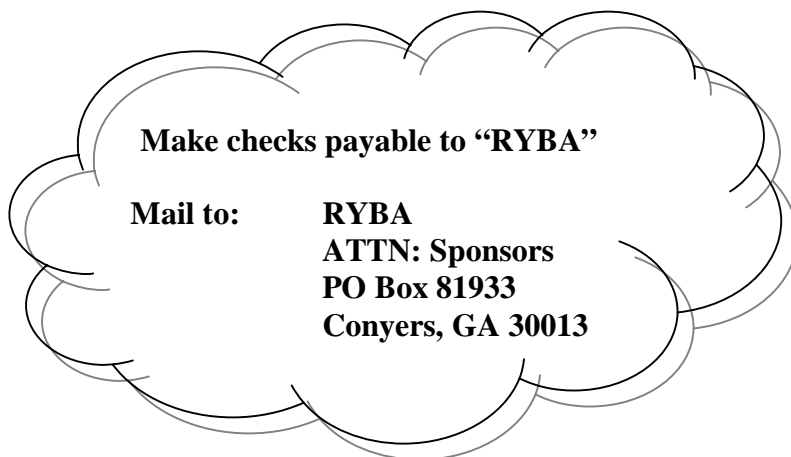 Make checks payable to “RYBA”
Mail to: RYBA
ATTN: Sponsors
PO Box 81933
Conyers, GA 30013